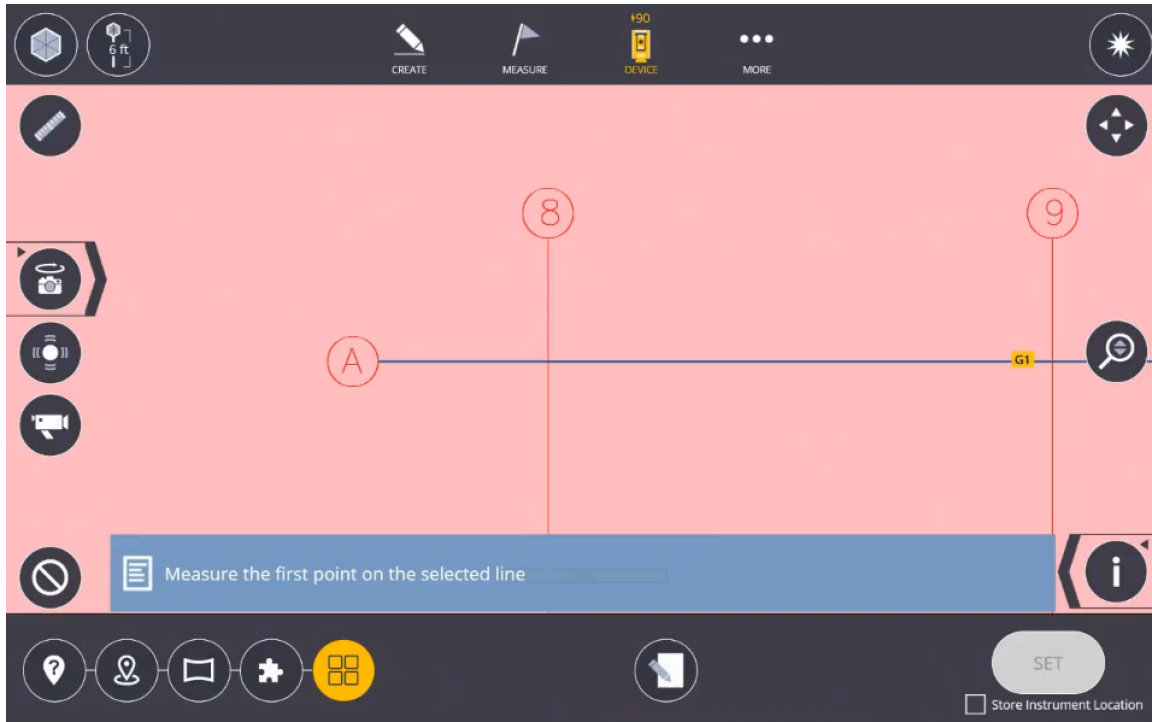 6 ft
CREATE
MEASURE
90
DEVICE
MORE
8
9
A
G1
Measure the first point on the selected line
i
?
SET
Store Instrument Location